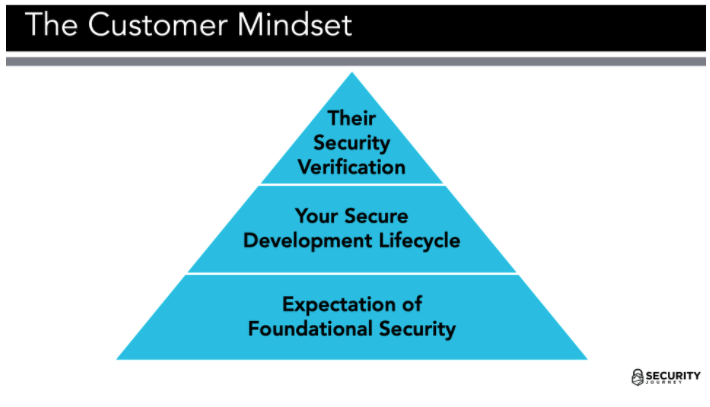 The Customer Mindset
Their
Security
Verification
Your Secure
Development Lifecycle
Expectation of
Foundational Security
SECURITY
JOURNEY